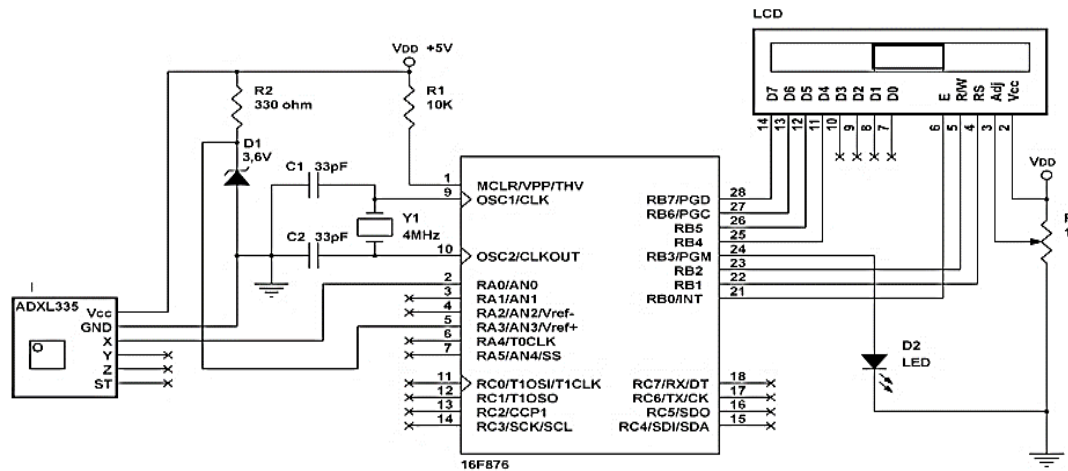 LCD
VDD +5V
R2
330 ohm
R1
10K
D7 D6 D5 D4 D3 D2 D1 D0 E R/W RS Adj Vcc
14 13 12 11 10 9 8 7 6 5 4 3 2
D1
3,6V
C1 33pF
Y1
4MHz
C2 33pF
VDD
1 MCLR/VPP/THV
9 OSC1/CLK
10 OSC2/CLKOUT
2 RA0/AN0
3 RA1/AN1
4 RA2/AN2/Vref-
5 RA3/AN3/Vref+
6 RA4/T0CLK
7 RA5/AN4/SS
11 RC0/T1OSI/T1CLK
12 RC1/T1OSO
13 RC2/CCP1
14 RC3/SCK/SCL
RB7/PGD 28
RB6/PGC 27
RB5 26
RB4 25
RB3/PGM 24
RB2 23
RB1 22
RB0/INT 21
RC7/RX/DT 18
RC6/TX/CK 17
RC5/SDO 16
RC4/SDI/SDA 15
16F876
ADXL335
Vcc
GND
X
Y
Z
ST
D2
LED